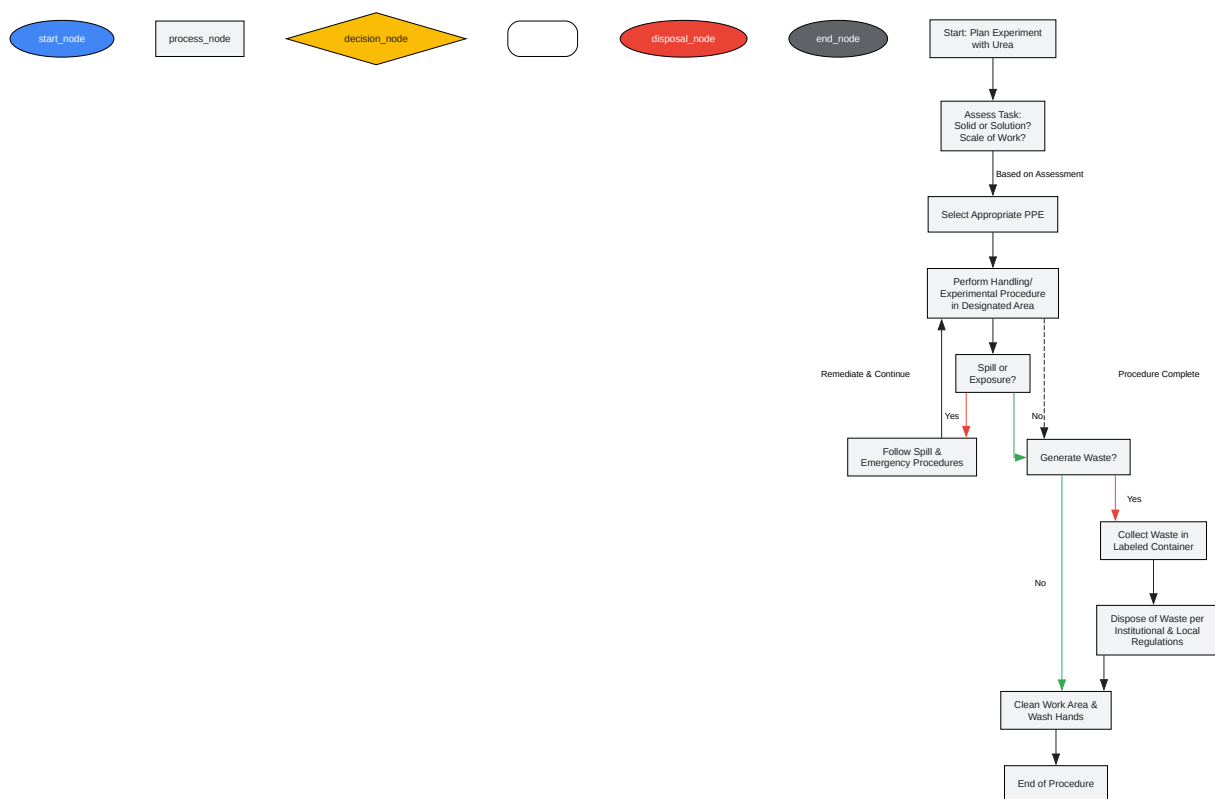 start_node
process_node
decision_node
disposal_node
end_node
Start: Plan Experiment
with Urea
Assess Task:
Solid or Solution?
Scale of Work?
Based on Assessment
Select Appropriate PPE
Perform Handling/
Experimental Procedure
in Designated Area
Remediate & Continue
Spill or
Exposure?
Procedure Complete
Yes
No
Follow Spill &
Emergency Procedures
Generate Waste?
Yes
Collect Waste in
Labeled Container
No
Dispose of Waste per
Institutional & Local
Regulations
Clean Work Area &
Wash Hands
End of Procedure